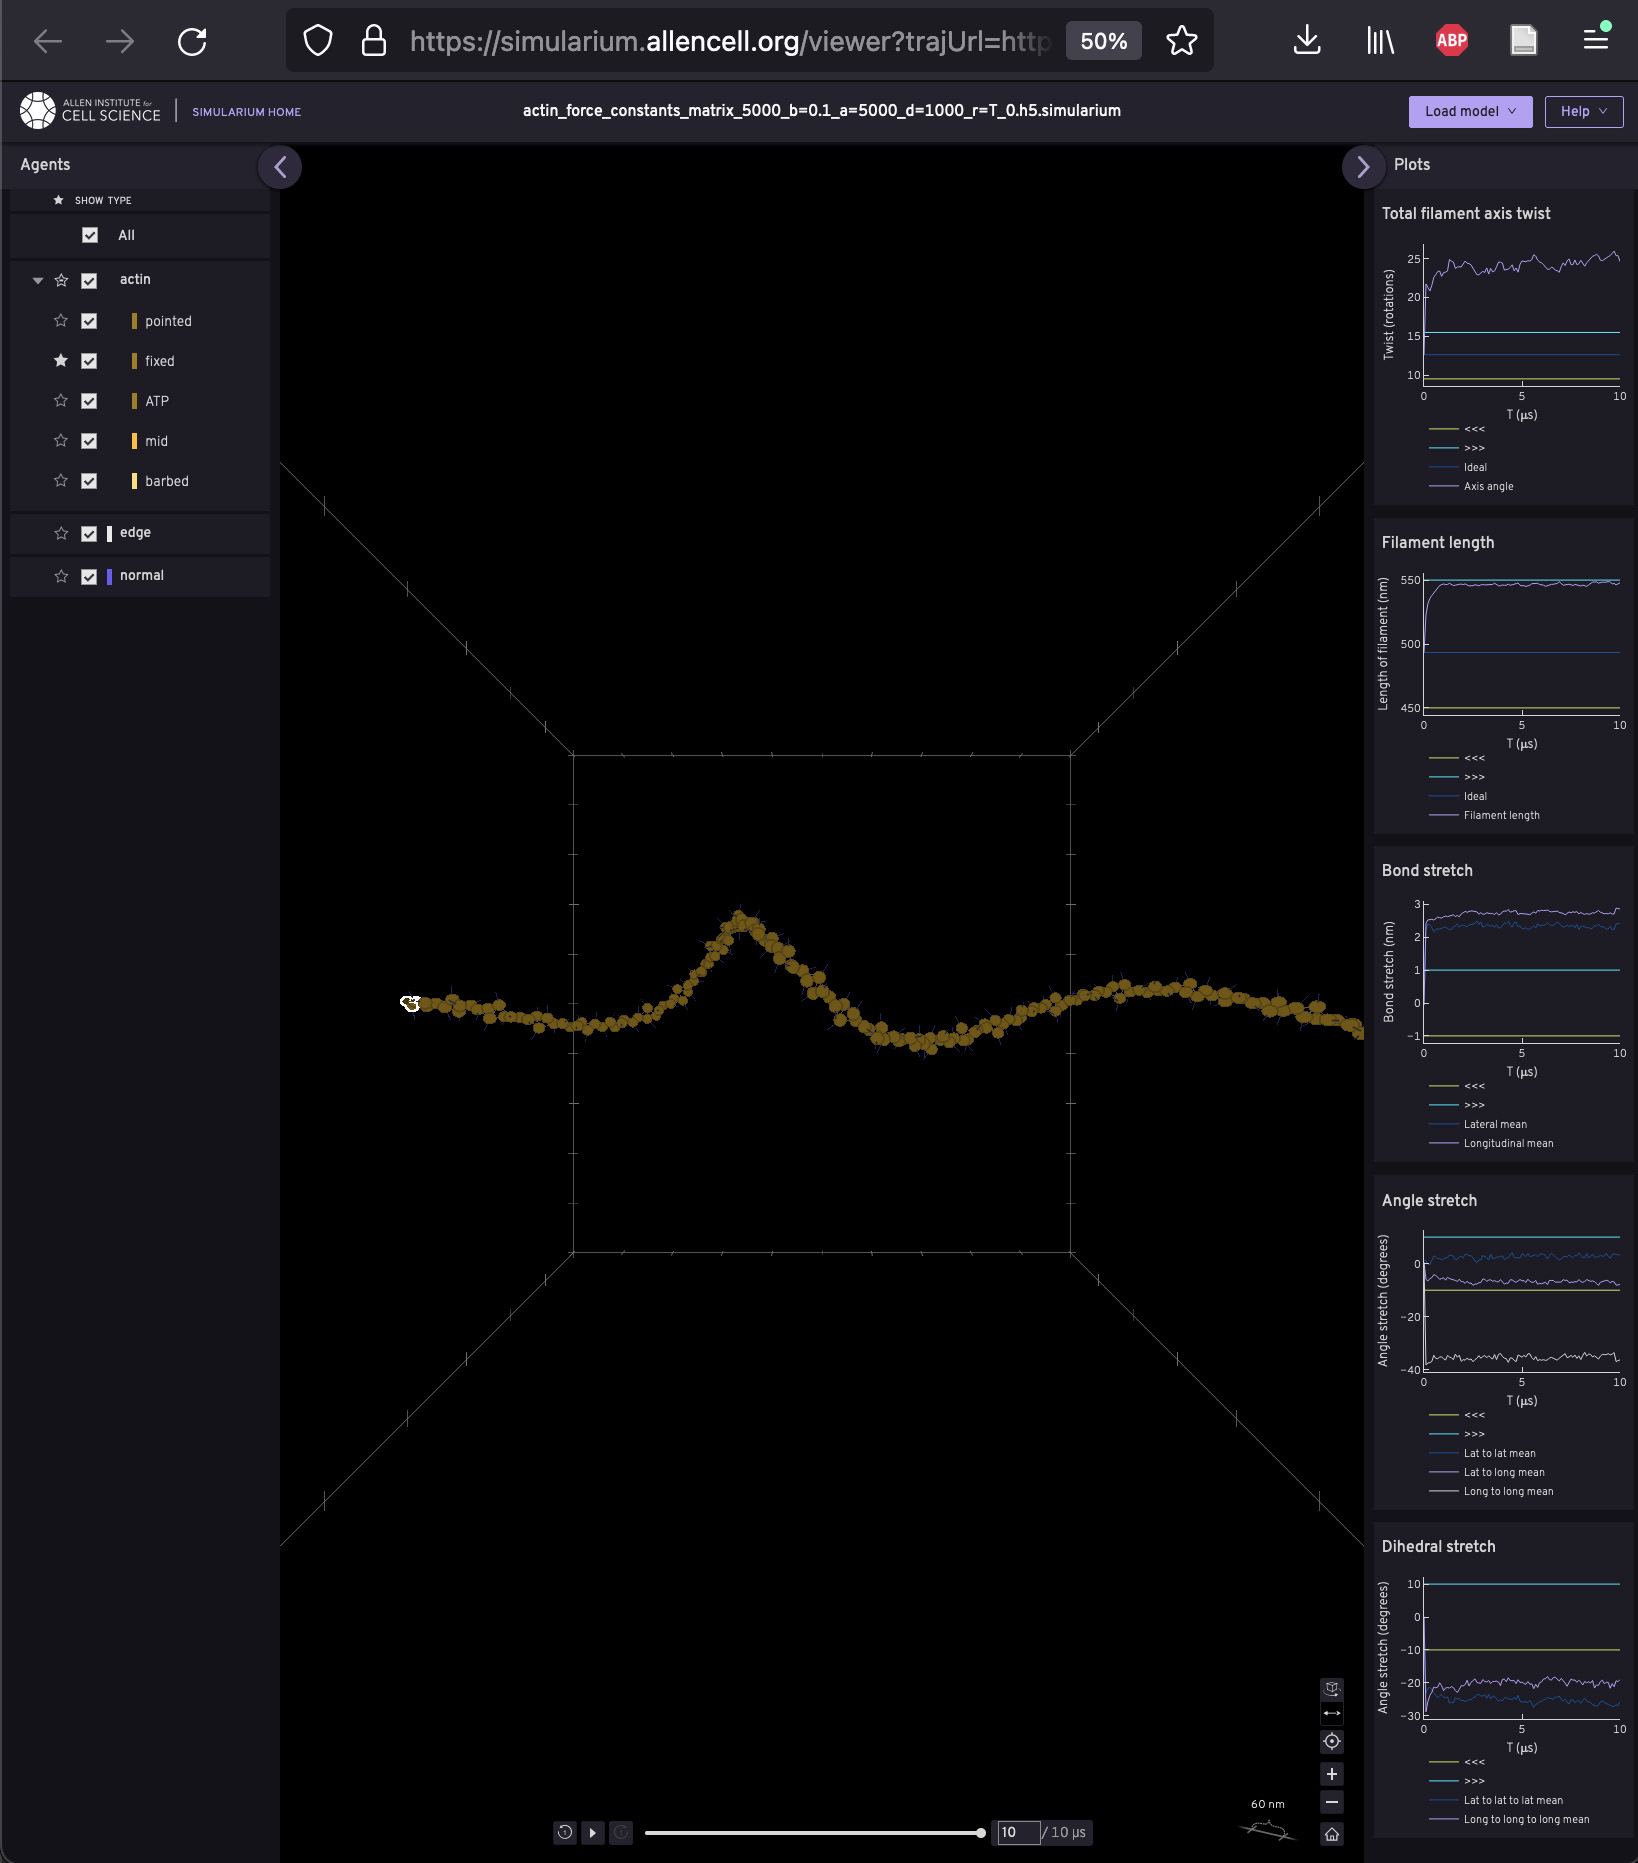 https://simularium.allencell.org/viewer?trajUrl=http
50%
ABP
ALLEN INSTITUTE for
CELL SCIENCE
SIMULARIUM HOME
actin_force_constants_matrix_5000_b=0.1_a=5000_d=1000_r=T_0.h5.simularium
Load model
Help
Agents
SHOW TYPE
All
actin
pointed
fixed
ATP
mid
barbed
edge
normal
60 nm
10 / 10 μs
Plots
Total filament axis twist
Twist (rotations)
25
20
15
10
0 5 10
T (μs)
<<<
>>>
Ideal
Axis angle
Filament length
Length of filament (nm)
550
500
450
0 5 10
T (μs)
<<<
>>>
Ideal
Filament length
Bond stretch
Bond stretch (nm)
3
2
1
0
−1
0 5 10
T (μs)
<<<
>>>
Lateral mean
Longitudinal mean
Angle stretch
Angle stretch (degrees)
0
−20
−40
0 5 10
T (μs)
<<<
>>>
Lat to lat mean
Lat to long mean
Long to long mean
Dihedral stretch
Angle stretch (degrees)
10
0
−10
−20
−30
0 5 10
T (μs)
<<<
>>>
Lat to lat to lat mean
Long to long to long mean